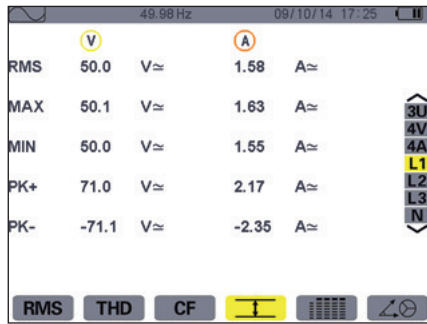 49.98 Hz 09/10/14 17:25
V A
RMS 50.0 V≃ 1.58 A≃
MAX 50.1 V≃ 1.63 A≃
MIN 50.0 V≃ 1.55 A≃
PK+ 71.0 V≃ 2.17 A≃
PK- -71.1 V≃ -2.35 A≃
3U
4V
4A
L1
L2
L3
N
RMS THD CF